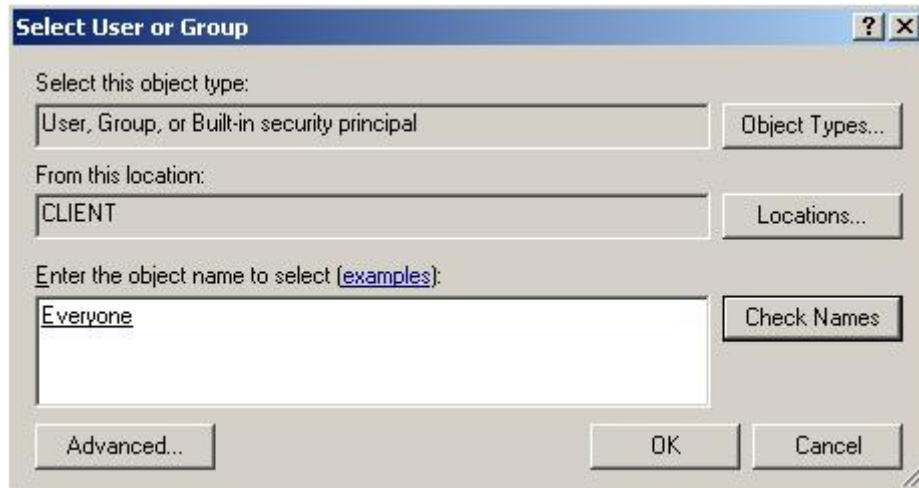 Select User or Group
Select this object type:
User, Group, or Built-in security principal
Object Types...
From this location:
CLIENT
Locations...
Enter the object name to select (examples):
Everyone
Check Names
Advanced...
OK
Cancel